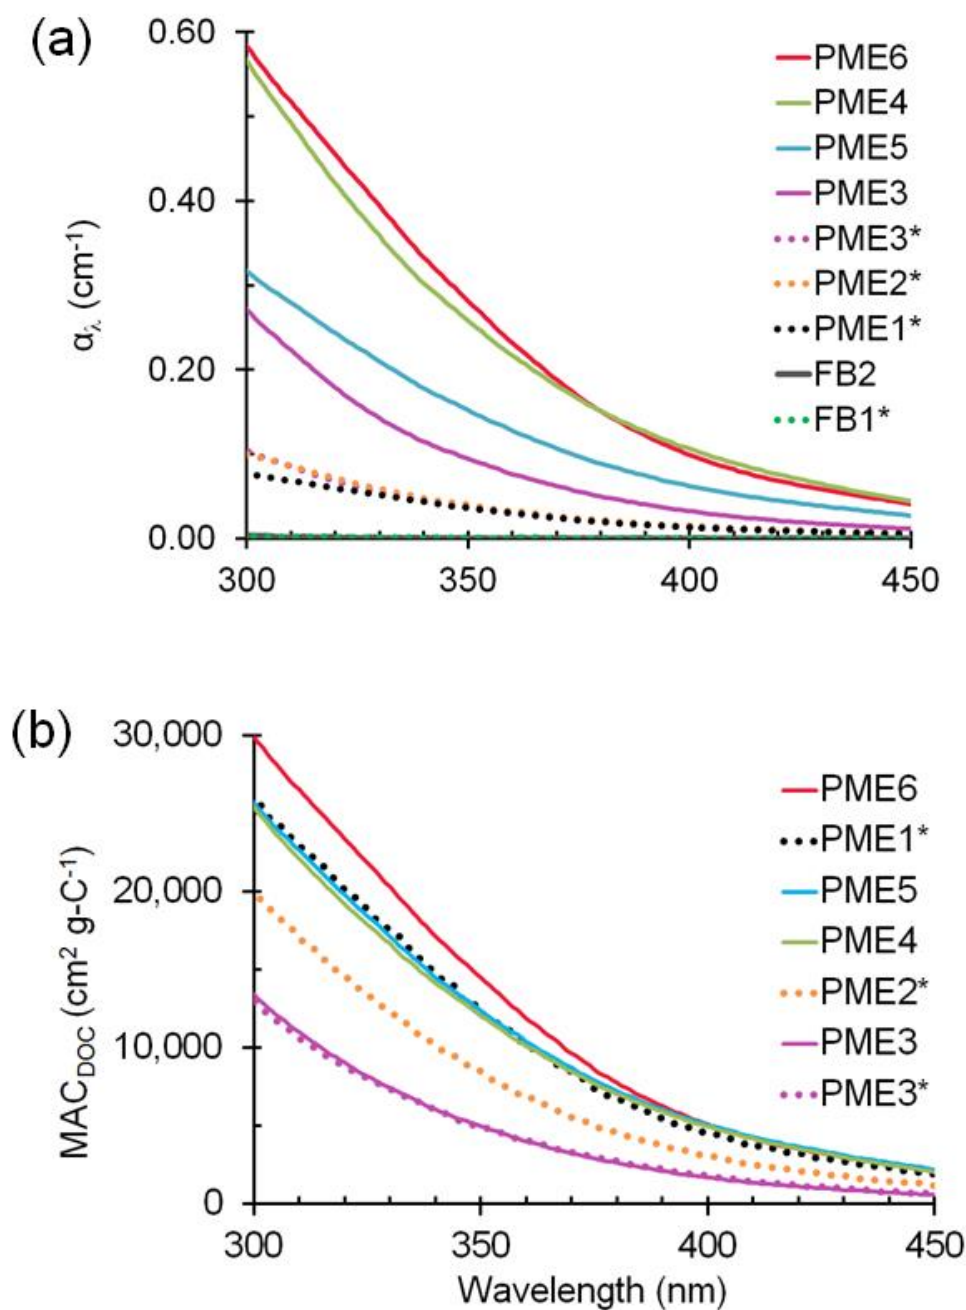 (a)
0.60
0.40
0.20
0.00
α_λ (cm⁻¹)
300
350
400
450
PME6
PME4
PME5
PME3
PME3*
PME2*
PME1*
FB2
FB1*
(b)
30,000
20,000
10,000
0
MAC_DOC (cm² g-C⁻¹)
300
350
400
450
Wavelength (nm)
PME6
PME1*
PME5
PME4
PME2*
PME3
PME3*